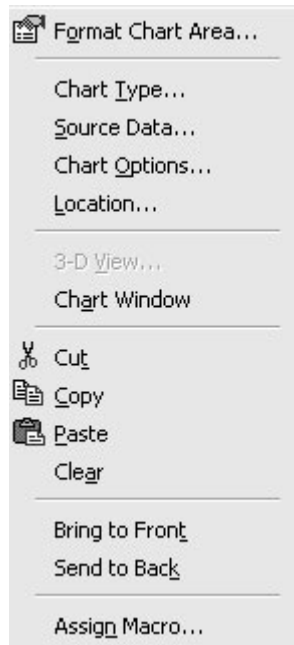 Format Chart Area...
Chart Type...
Source Data...
Chart Options...
Location...
3-D View...
Chart Window
Cut
Copy
Paste
Clear
Bring to Front
Send to Back
Assign Macro...